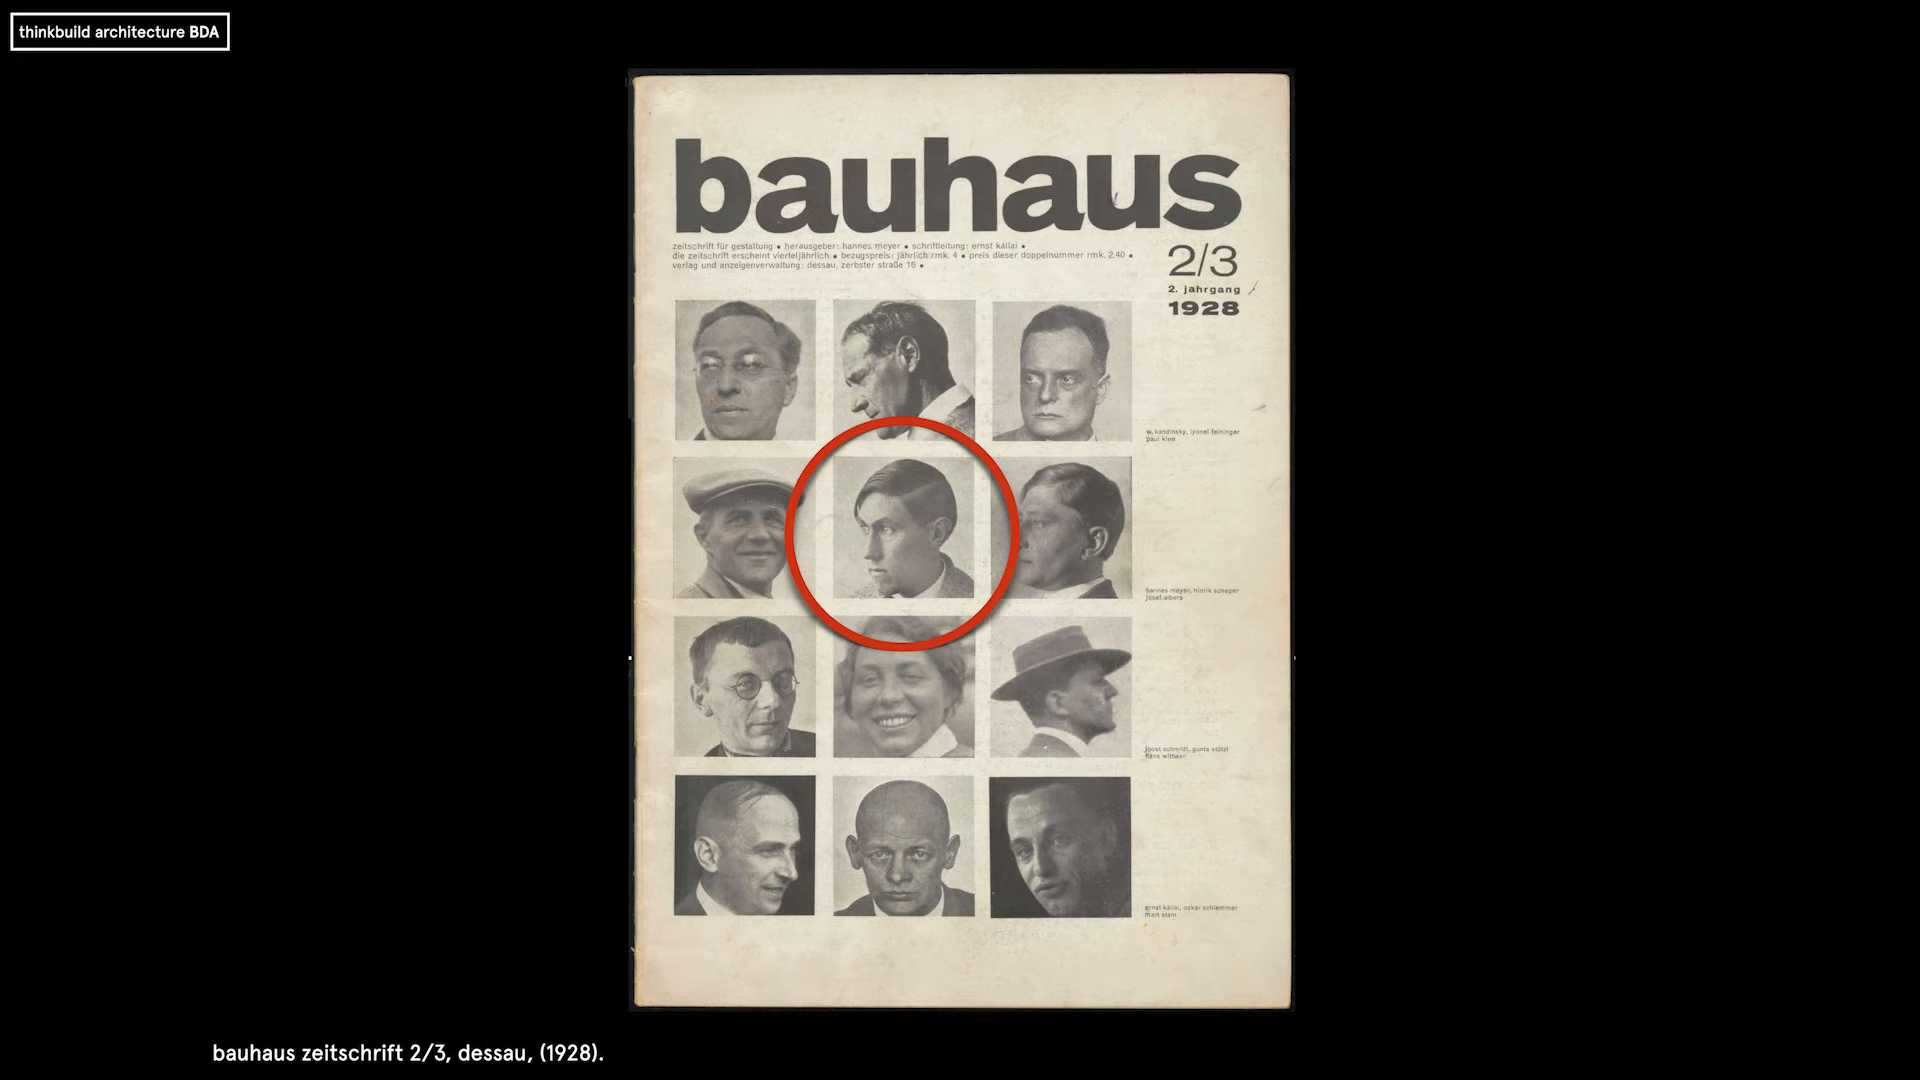 thinkbuild architecture BDA
bauhaus
zeitschrift für gestaltung • herausgeber: hannes meyer • schriftleitung: ernst kállai •
die zeitschrift erscheint vierteljährlich • bezugspreis: jährlich rmk. 4 • preis dieser doppelnummer rmk. 2.40 •
verlag und anzeigenverwaltung: dessau, zerbster straße 16 •
2/3
2. jahrgang
1928
w. kandinsky, lyonel feininger
paul klee
hannes meyer, hinrik scheper
josef albers
joost schmidt, gunta stölzl
hans wittwer
ernst kállai, oskar schlemmer
mart stam
bauhaus zeitschrift 2/3, dessau, (1928).